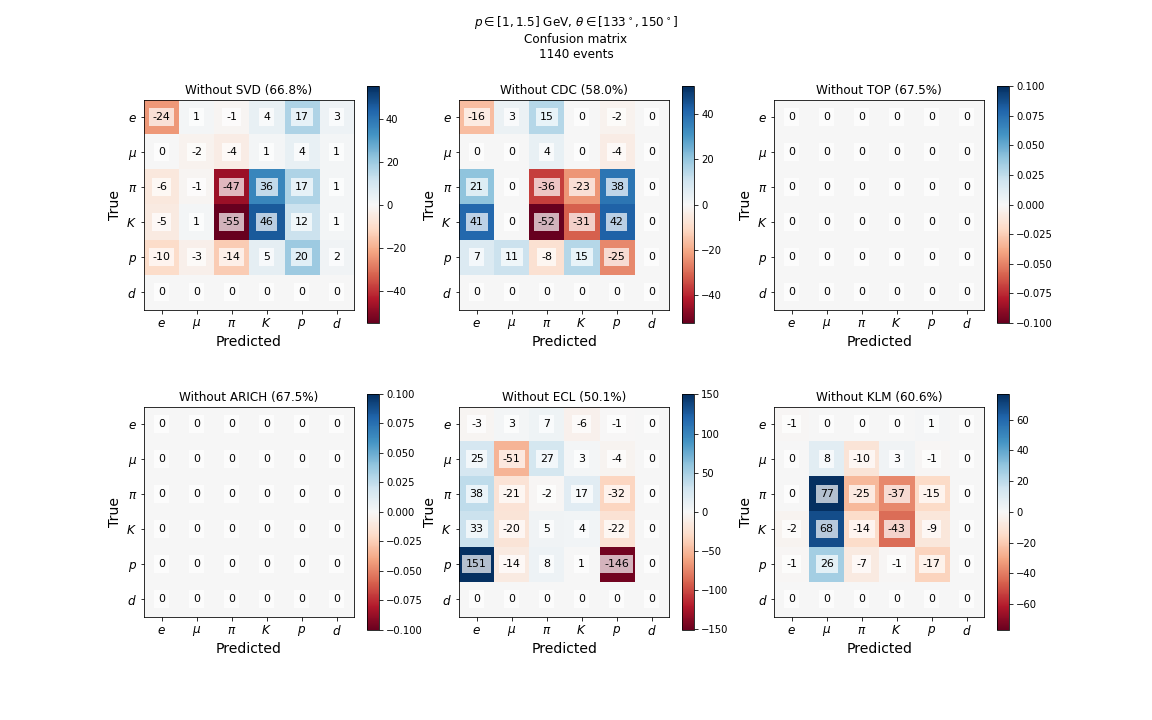 p ∈ [1, 1.5] GeV, θ ∈ [133°, 150°]
Confusion matrix
1140 events
Without SVD (66.8%)
e -24 1 -1 4 17 3
μ 0 -2 -4 1 4 1
π -6 -1 -47 36 17 1
K -5 1 -55 46 12 1
p -10 -3 -14 5 20 2
d 0 0 0 0 0 0
e μ π K p d
True
Predicted
40
20
0
−20
−40
Without CDC (58.0%)
e -16 3 15 0 -2 0
μ 0 0 4 0 -4 0
π 21 0 -36 -23 38 0
K 41 0 -52 -31 42 0
p 7 11 -8 15 -25 0
d 0 0 0 0 0 0
e μ π K p d
True
Predicted
40
20
0
−20
−40
Without TOP (67.5%)
e 0 0 0 0 0 0
μ 0 0 0 0 0 0
π 0 0 0 0 0 0
K 0 0 0 0 0 0
p 0 0 0 0 0 0
d 0 0 0 0 0 0
e μ π K p d
True
Predicted
0.100
0.075
0.050
0.025
0.000
−0.025
−0.050
−0.075
−0.100
Without ARICH (67.5%)
e 0 0 0 0 0 0
μ 0 0 0 0 0 0
π 0 0 0 0 0 0
K 0 0 0 0 0 0
p 0 0 0 0 0 0
d 0 0 0 0 0 0
e μ π K p d
True
Predicted
0.100
0.075
0.050
0.025
0.000
−0.025
−0.050
−0.075
−0.100
Without ECL (50.1%)
e -3 3 7 -6 -1 0
μ 25 -51 27 3 -4 0
π 38 -21 -2 17 -32 0
K 33 -20 5 4 -22 0
p 151 -14 8 1 -146 0
d 0 0 0 0 0 0
e μ π K p d
True
Predicted
150
100
50
0
−50
−100
−150
Without KLM (60.6%)
e -1 0 0 0 1 0
μ 0 8 -10 3 -1 0
π 0 77 -25 -37 -15 0
K -2 68 -14 -43 -9 0
p -1 26 -7 -1 -17 0
d 0 0 0 0 0 0
e μ π K p d
True
Predicted
60
40
20
0
−20
−40
−60